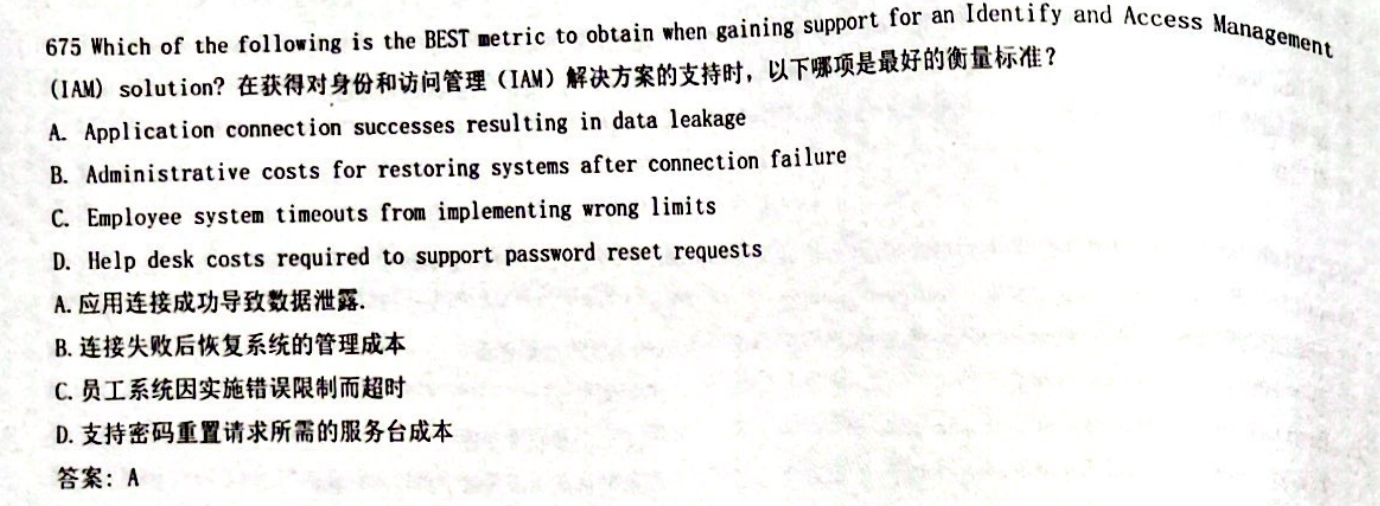 675 Which of the following is the BEST metric to obtain when gaining support for an Identify and Access Management
(IAM) solution? 在获得对身份和访问管理（IAM）解决方案的支持时，以下哪项是最好的衡量标准？
A. Application connection successes resulting in data leakage
B. Administrative costs for restoring systems after connection failure
C. Employee system timeouts from implementing wrong limits
D. Help desk costs required to support password reset requests
A. 应用连接成功导致数据泄露.
B. 连接失败后恢复系统的管理成本
C. 员工系统因实施错误限制而超时
D. 支持密码重置请求所需的服务台成本
答案：A